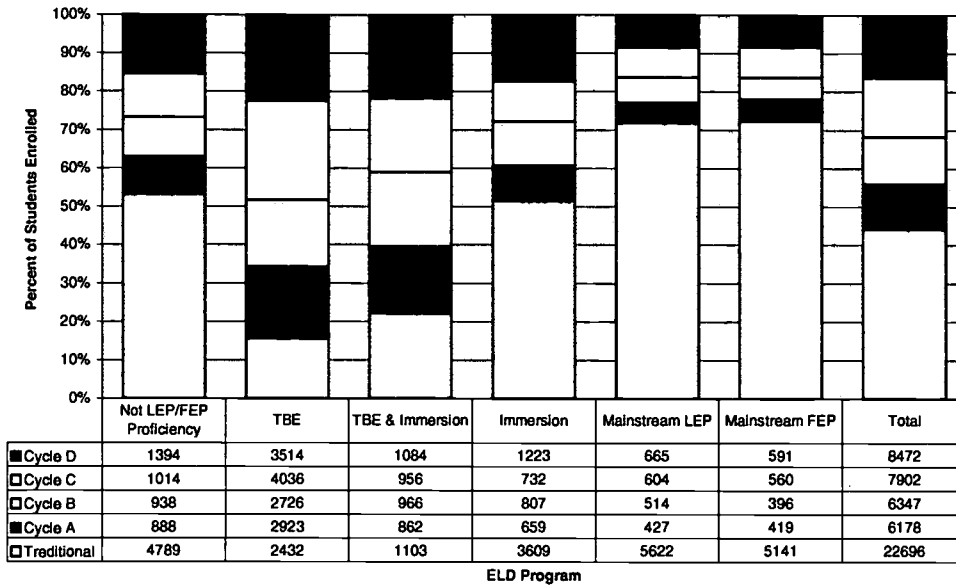 100%
90%
80%
70%
60%
50%
40%
30%
20%
10%
0%
Percent of Students Enrolled
Not LEP/FEP Proficiency TBE TBE & Immersion Immersion Mainstream LEP Mainstream FEP Total
Cycle D 1394 3514 1084 1223 665 591 8472
Cycle C 1014 4036 956 732 604 560 7902
Cycle B 938 2726 966 807 514 396 6347
Cycle A 888 2923 862 659 427 419 6178
Treditional 4789 2432 1103 3609 5622 5141 22696
ELD Program